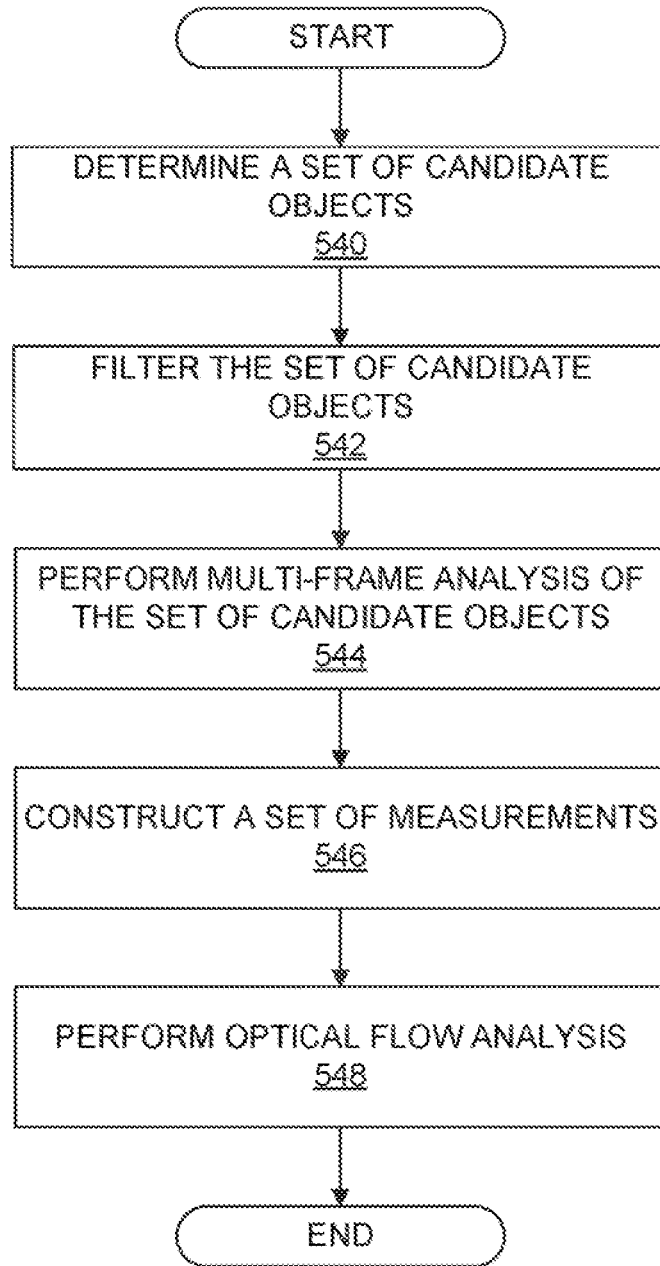 START
DETERMINE A SET OF CANDIDATE
OBJECTS
540
FILTER THE SET OF CANDIDATE
OBJECTS
542
PERFORM MULTI-FRAME ANALYSIS OF
THE SET OF CANDIDATE OBJECTS
544
CONSTRUCT A SET OF MEASUREMENTS
546
PERFORM OPTICAL FLOW ANALYSIS
548
END